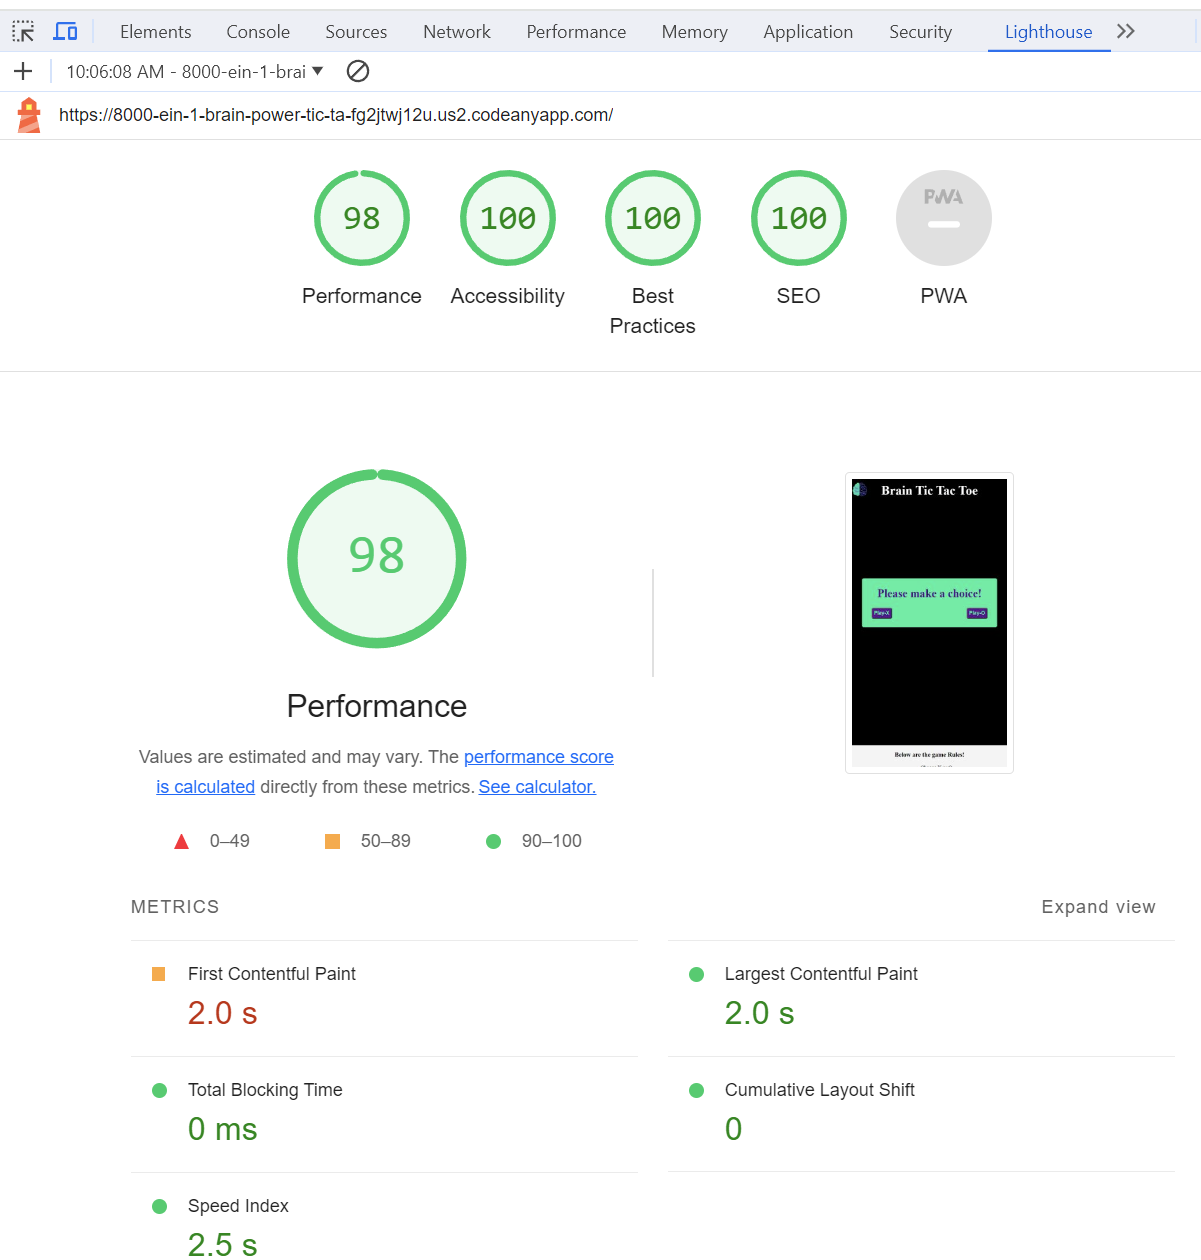 Elements Console Sources Network Performance Memory Application Security Lighthouse
10:06:08 AM - 8000-ein-1-brai
https://8000-ein-1-brain-power-tic-ta-fg2jtwj12u.us2.codeanyapp.com/
98 100 100 100 PWA
Performance Accessibility Best Practices SEO PWA
98
Performance
Values are estimated and may vary. The performance score
is calculated directly from these metrics. See calculator.
0–49 50–89 90–100
Brain Tic Tac Toe
Please make a choice!
Play-X Play-O
Below are the game Rules!
METRICS Expand view
First Contentful Paint
2.0 s
Largest Contentful Paint
2.0 s
Total Blocking Time
0 ms
Cumulative Layout Shift
0
Speed Index
2.5 s